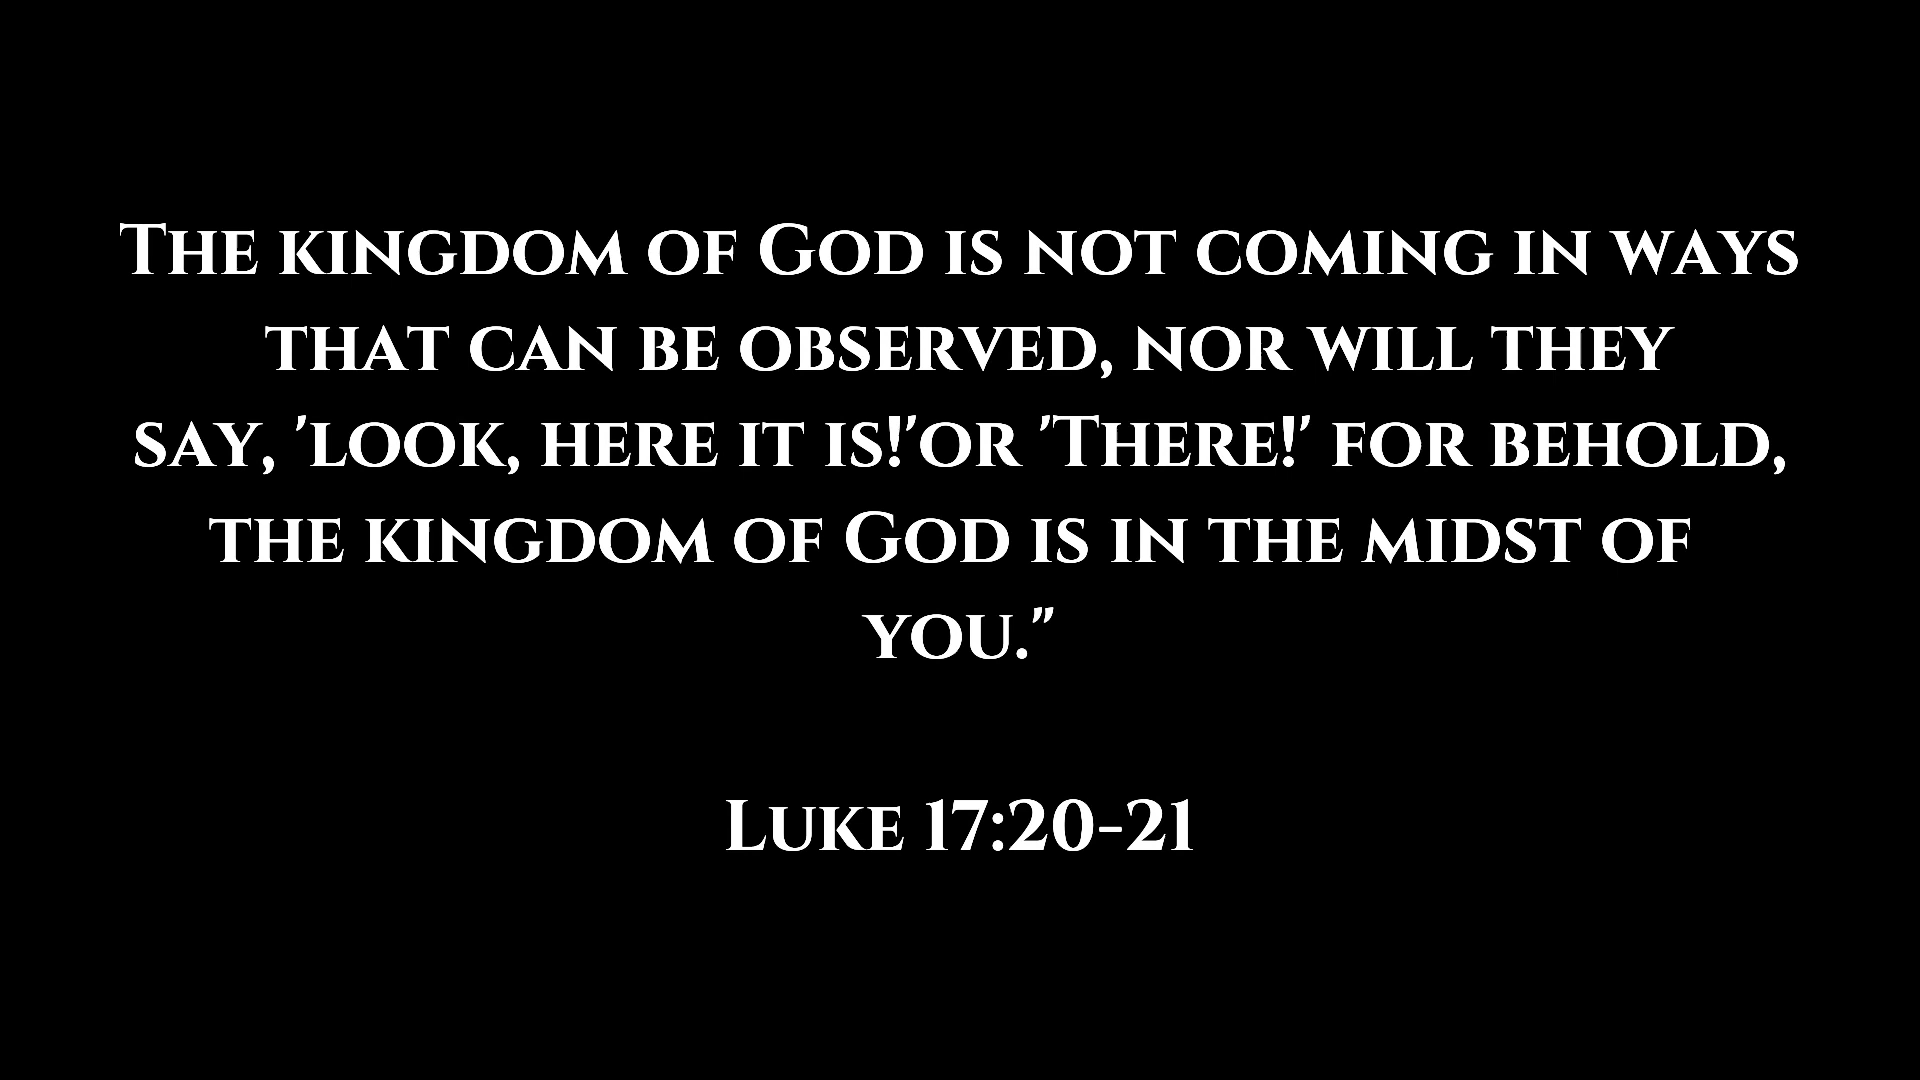 The kingdom of God is not coming in ways
that can be observed, nor will they
say, 'look, here it is!'or 'There!' for behold,
the kingdom of God is in the midst of
you."
Luke 17:20-21